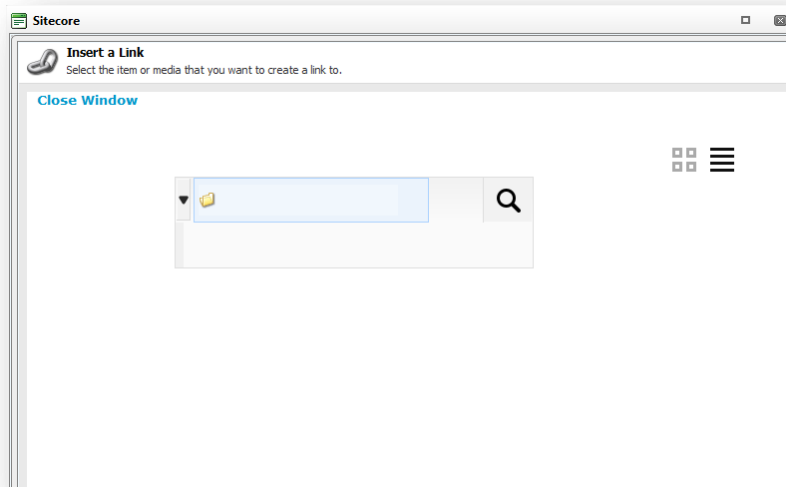 Sitecore
Insert a Link
Select the item or media that you want to create a link to.
Close Window